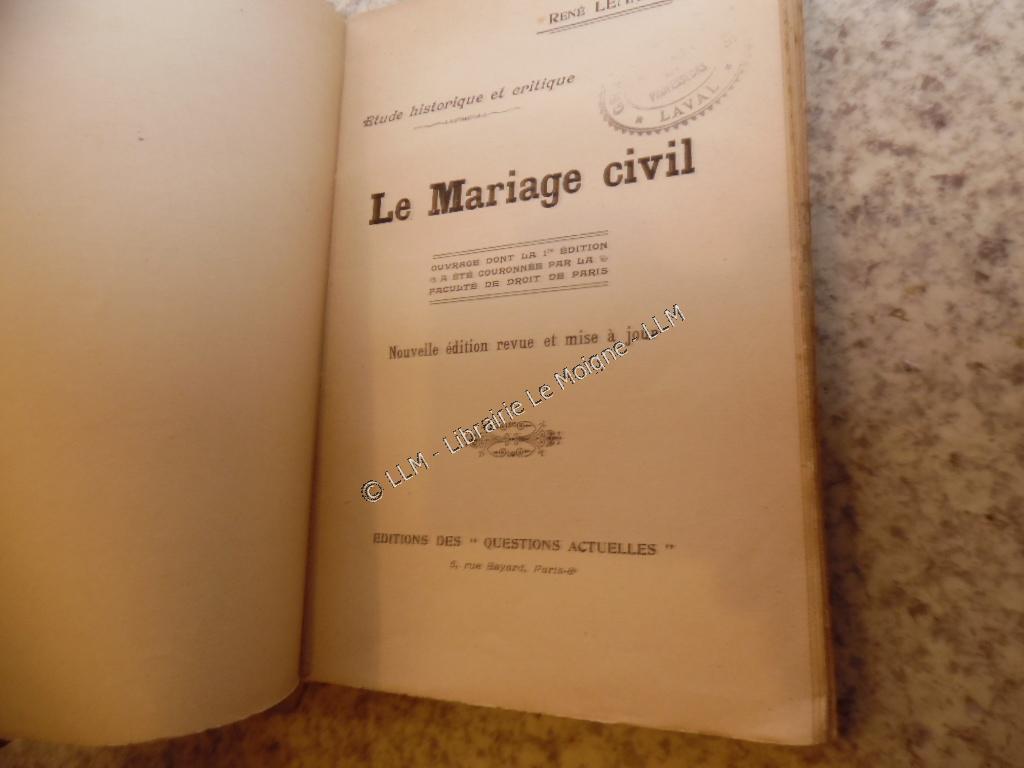 RENÉ
LAVAL
Etude historique et critique
Le Mariage civil
OUVRAGE DONT LA 1re ÉDITION
A ÉTÉ COURONNÉE PAR LA
FACULTÉ DE DROIT DE PARIS
Nouvelle édition revue et mise à jour
© LLM - Librairie Le Moigne - LLM
EDITIONS DES " QUESTIONS ACTUELLES "
5, rue Bayard, Paris-8e